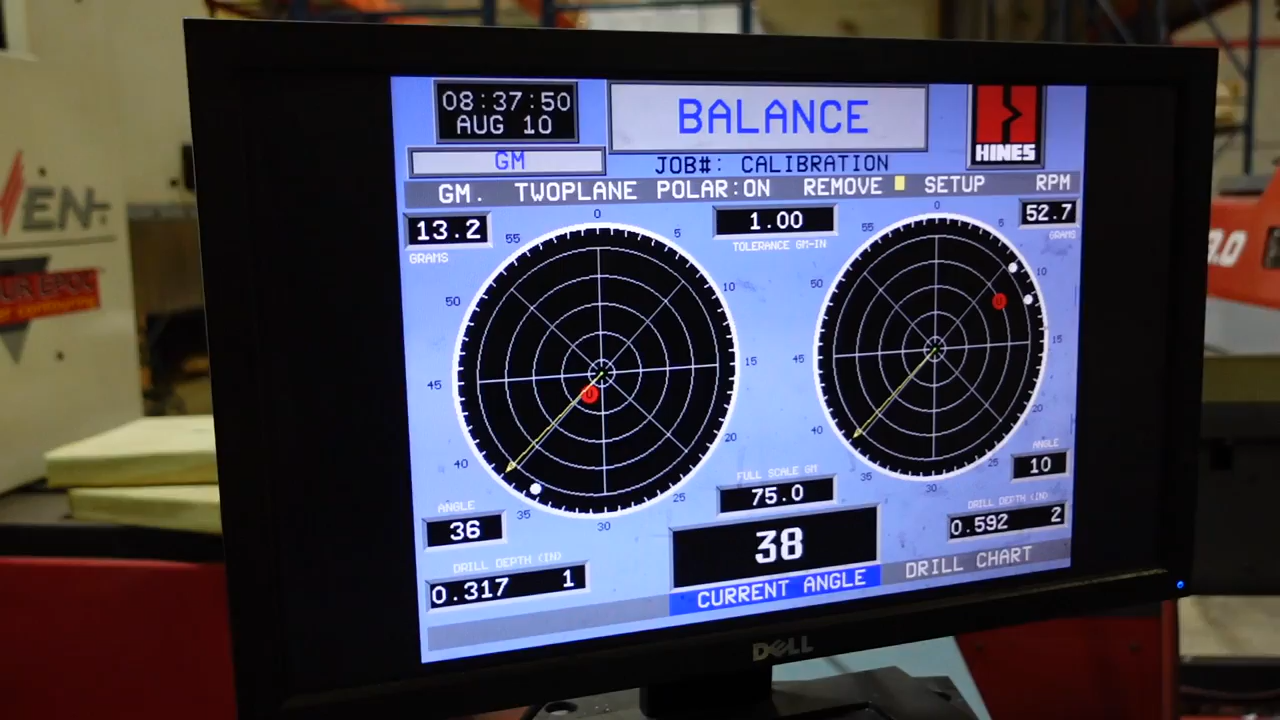 08:37:50
AUG 10
BALANCE
HINES
GM
JOB#: CALIBRATION
GM. TWOPLANE POLAR:ON REMOVE SETUP RPM
13.2
GRAMS
1.00
TOLERANCE GM-IN
52.7
GRAMS
0 5 10 15 20 25 30 35 40 45 50 55
0 5 10 15 20 25 30 35 40 45 50 55
ANGLE
36
DRILL DEPTH (IN)
0.317 1
FULL SCALE GM
75.0
38
CURRENT ANGLE
ANGLE
10
DRILL DEPTH (IN)
0.592 2
DRILL CHART
DELL